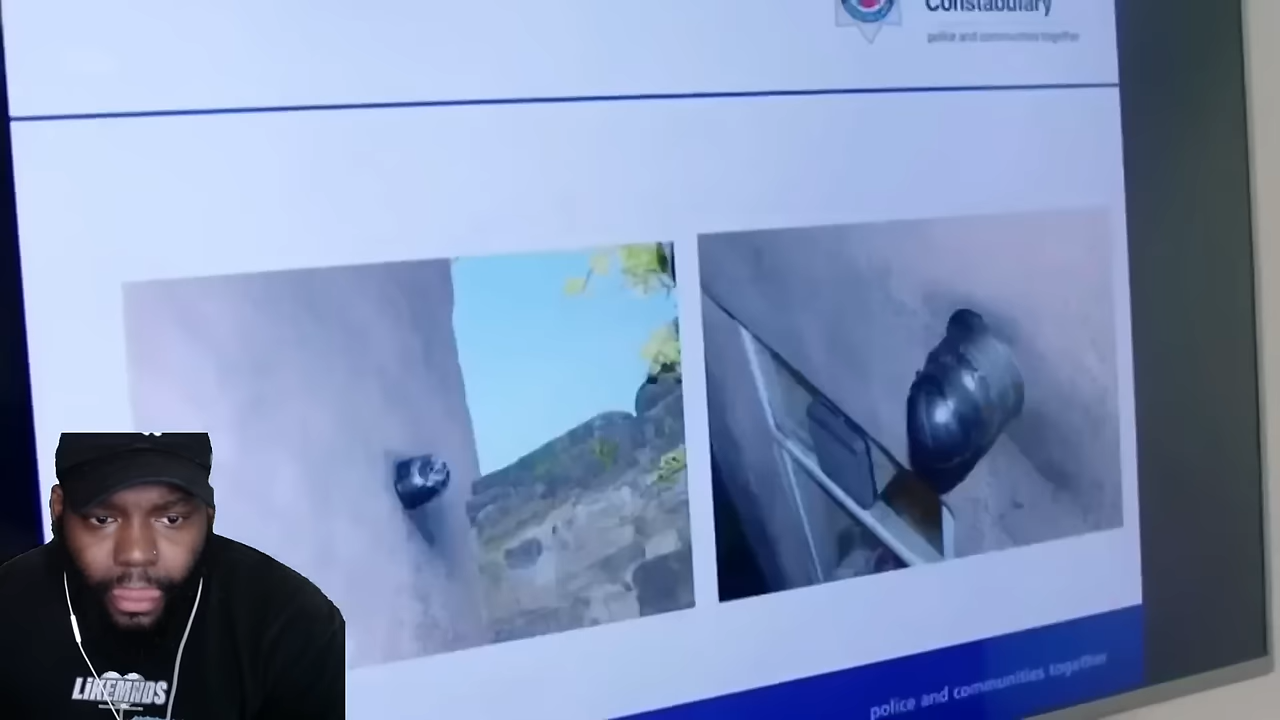 Constabulary
police and communities together
LiKEMNDS
police and communities together